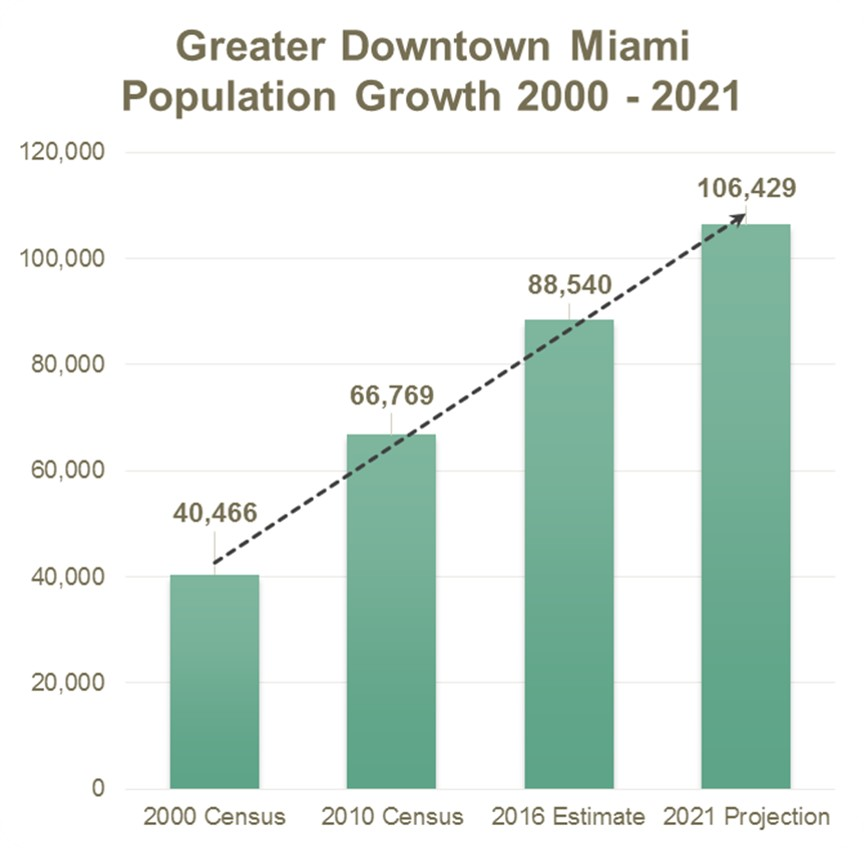 Greater Downtown Miami
Population Growth 2000 - 2021
120,000
100,000
80,000
60,000
40,000
20,000
0
40,466
66,769
88,540
106,429
2000 Census
2010 Census
2016 Estimate
2021 Projection